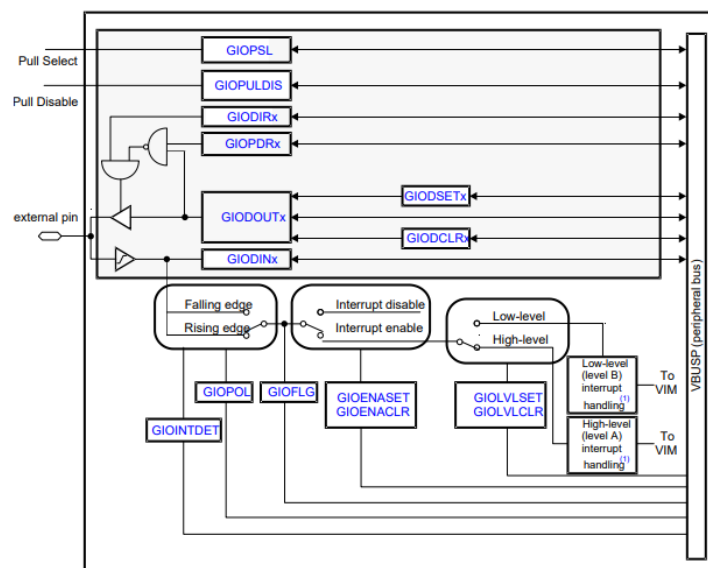 GIOPSL
Pull Select
GIOPULDIS
Pull Disable
GIODIRx
GIOPDRx
GIODSETx
external pin
GIODOUTx
GIODCLRx
GIODINx
VBUSP (peripheral bus)
Falling edge
Rising edge
Interrupt disable
Interrupt enable
Low-level
High-level
Low-level
(level B)
interrupt
handling(1)
To
VIM
GIOPOL
GIOFLG
GIOENASET
GIOENACLR
GIOLVLSET
GIOLVLCLR
GIOINTDET
High-level
(level A)
interrupt
handling(1)
To
VIM